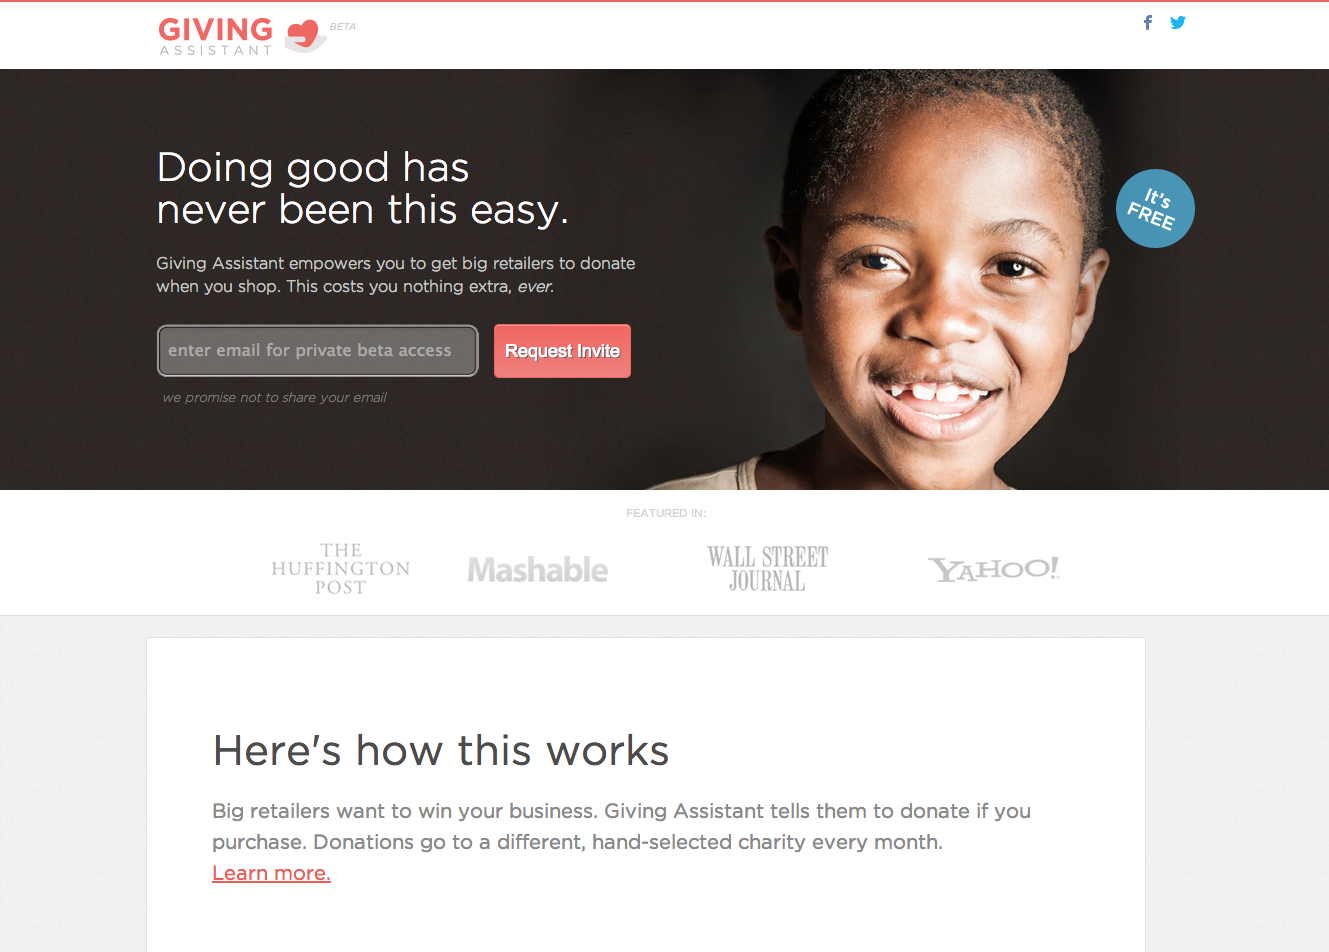 GIVING
ASSISTANT
BETA
Doing good has
never been this easy.
Giving Assistant empowers you to get big retailers to donate
when you shop. This costs you nothing extra, ever.
enter email for private beta access
Request Invite
we promise not to share your email
It's
FREE
FEATURED IN:
THE
HUFFINGTON
POST
Mashable
WALL STREET
JOURNAL
YAHOO!
Here's how this works
Big retailers want to win your business. Giving Assistant tells them to donate if you
purchase. Donations go to a different, hand-selected charity every month.
Learn more.